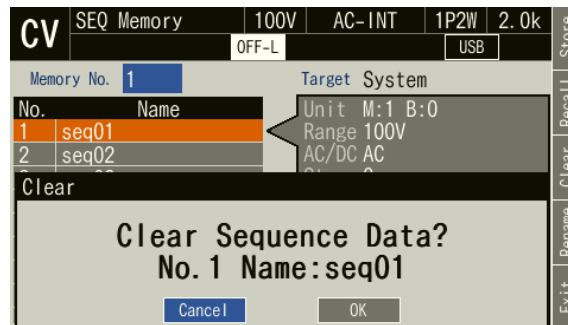 CV SEQ Memory 100V AC-INT 1P2W 2.0k
OFF-L USB
Memory No. 1 Target System
No. Name
1 seq01
2 seq02
Unit M:1 B:0
Range 100V
AC/DC AC
Clear
Clear Sequence Data?
No.1 Name:seq01
Cancel OK
Store
Recall
Clear
Rename
Exit